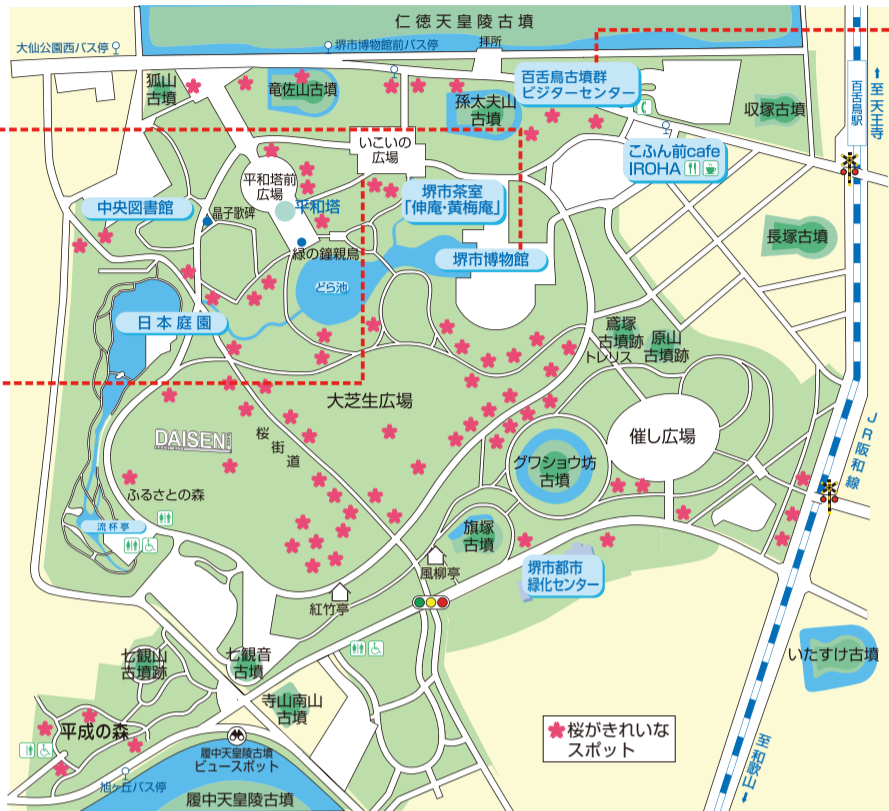 仁徳天皇陵古墳
大仙公園西バス停
堺市博物館前バス停
拝所
狐山
古墳
竜佐山古墳
孫太夫山
古墳
百舌鳥古墳群
ビジターセンター
収塚古墳
百舌鳥駅
至 天王寺
いこいの
広場
こふん前cafe
IROHA
平和塔前
広場
平和塔
中央図書館
晶子歌碑
堺市茶室
「伸庵・黄梅庵」
緑の鐘親鳥
堺市博物館
長塚古墳
どら池
日本庭園
鳶塚
古墳跡
原山
古墳跡
トレリス
大芝生広場
DAISEN
桜街道
催し広場
グワショウ坊
古墳
JR阪和線
ふるさとの森
流杯亭
旗塚
古墳
風柳亭
堺市都市
緑化センター
紅竹亭
七観山
古墳跡
七観音
古墳
いたすけ古墳
寺山南山
古墳
平成の森
履中天皇陵古墳
ビュースポット
桜がきれいな
スポット
至 和歌山
旭ヶ丘バス停
履中天皇陵古墳